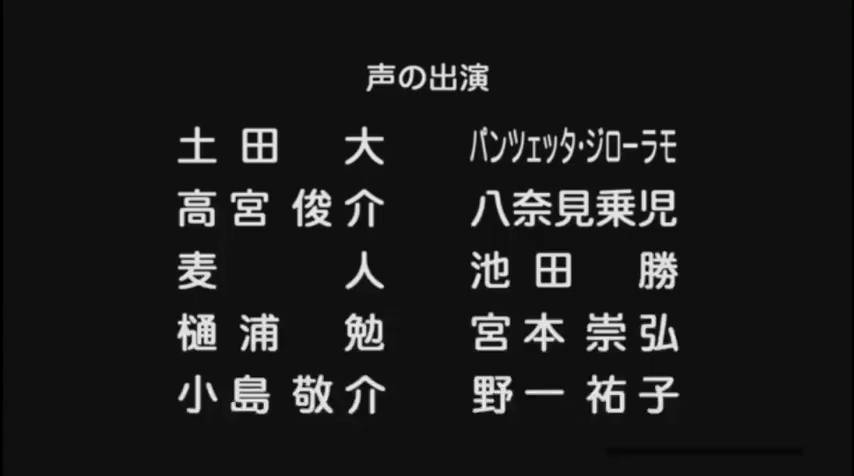 声の出演
土田 大 パンツェッタ・ジローラモ
高宮俊介 八奈見乗児
麦人 池田 勝
樋浦 勉 宮本崇弘
小島敬介 野一祐子